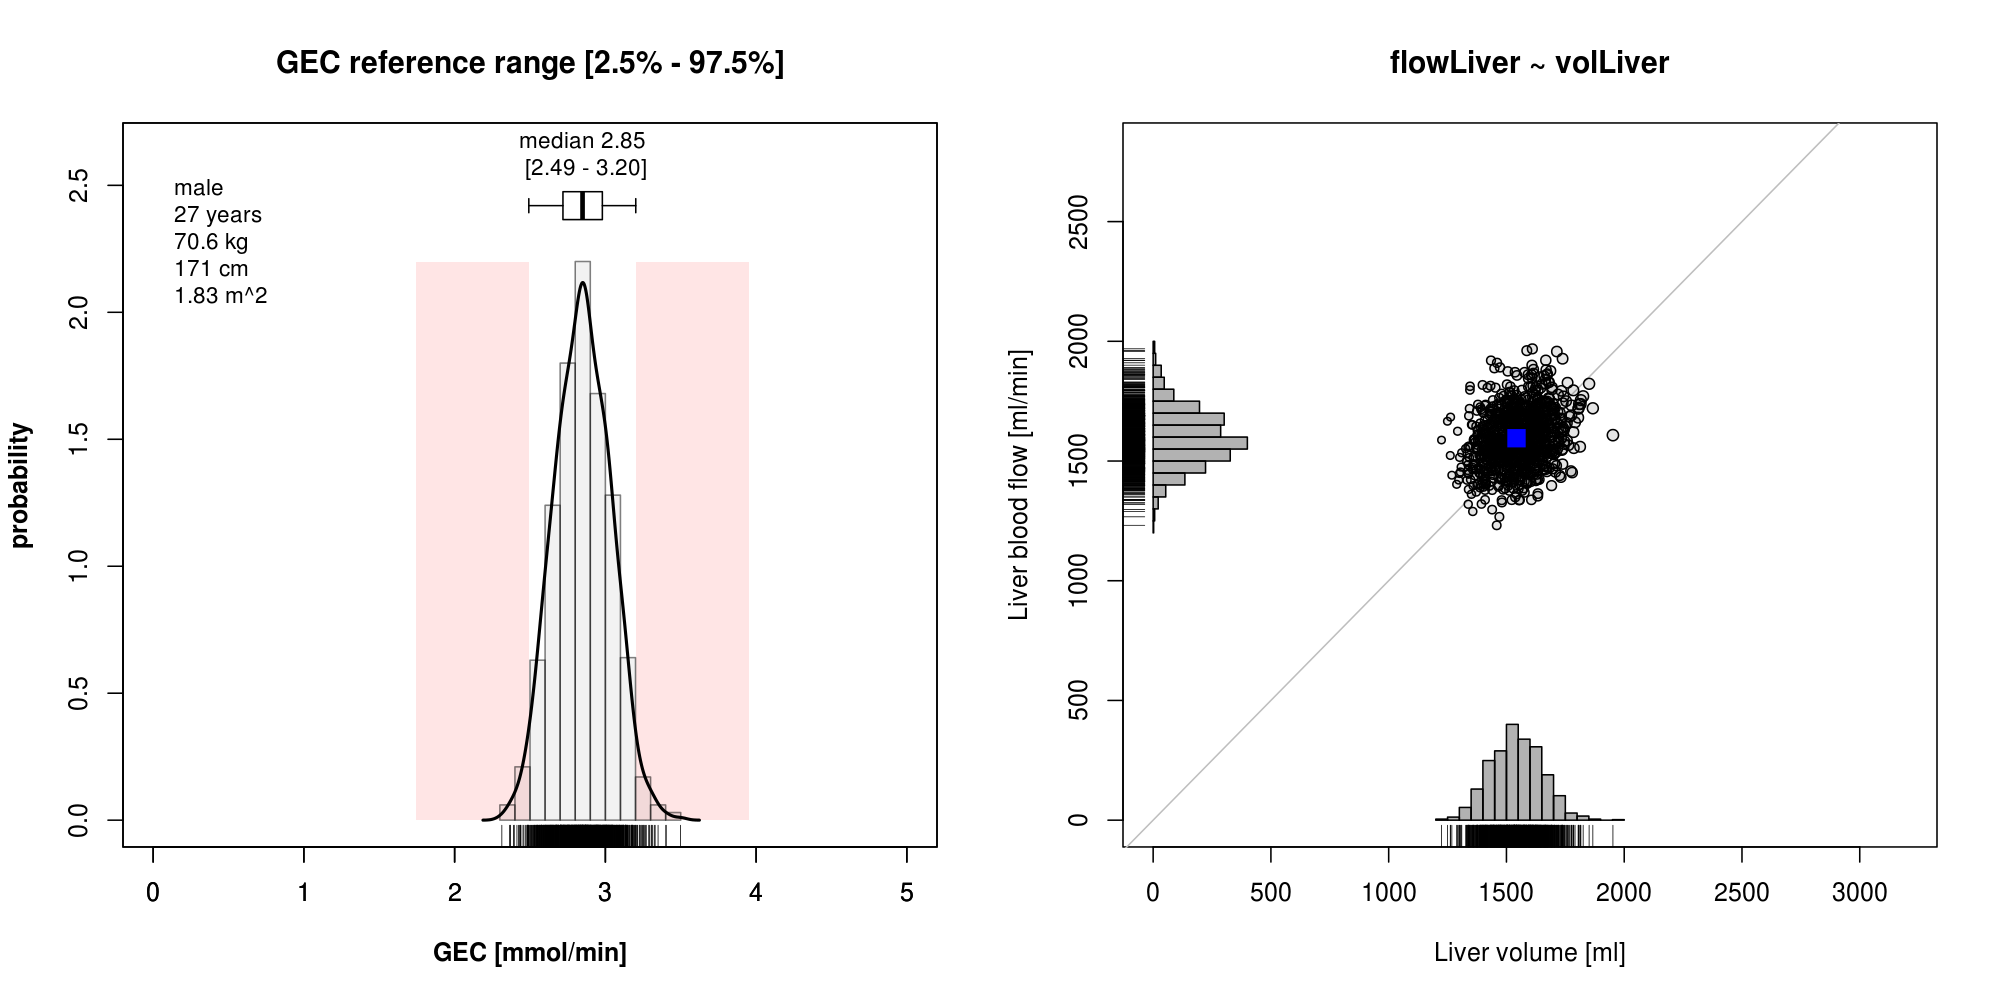 GEC reference range [2.5% - 97.5%]
median 2.85
[2.49 - 3.20]
male
27 years
70.6 kg
171 cm
1.83 m^2
probability
0.0
0.5
1.0
1.5
2.0
2.5
0 1 2 3 4 5
GEC [mmol/min]
flowLiver ~ volLiver
Liver blood flow [ml/min]
0
500
1000
1500
2000
2500
0 500 1000 1500 2000 2500 3000
Liver volume [ml]